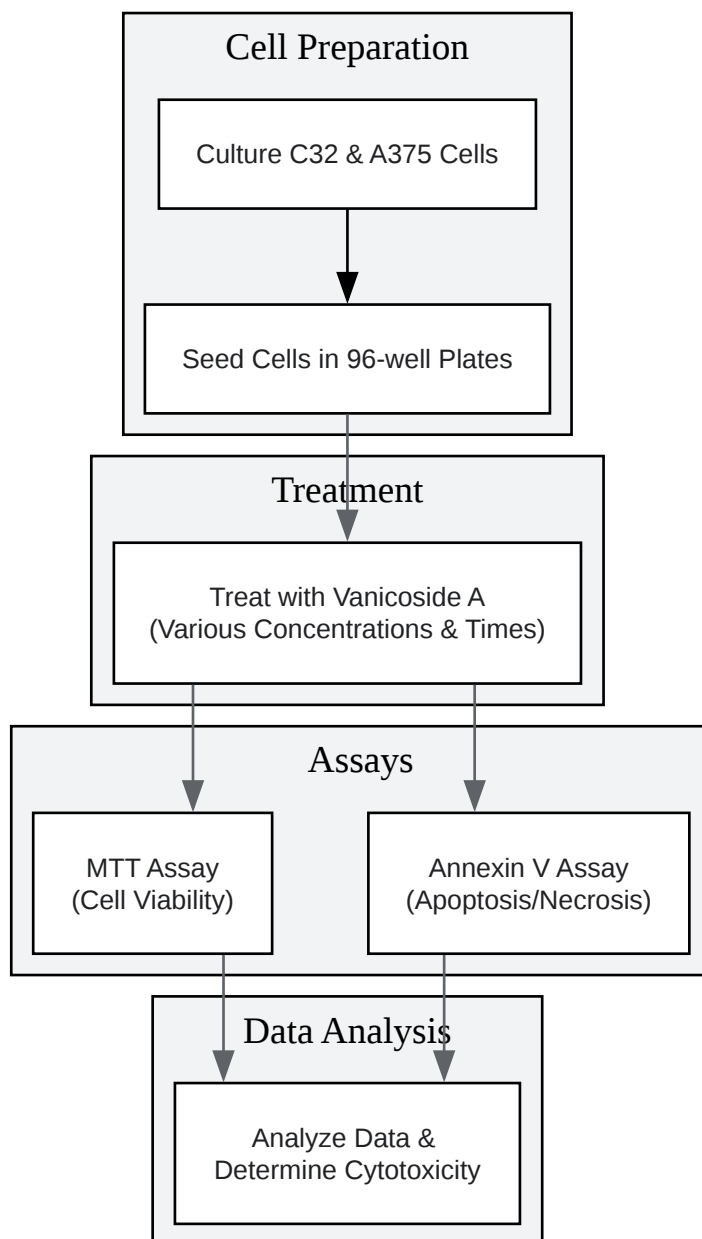 Cell Preparation
Culture C32 & A375 Cells
Seed Cells in 96-well Plates
Treatment
Treat with Vanicoside A
(Various Concentrations & Times)
Assays
MTT Assay
(Cell Viability)
Annexin V Assay
(Apoptosis/Necrosis)
Data Analysis
Analyze Data &
Determine Cytotoxicity